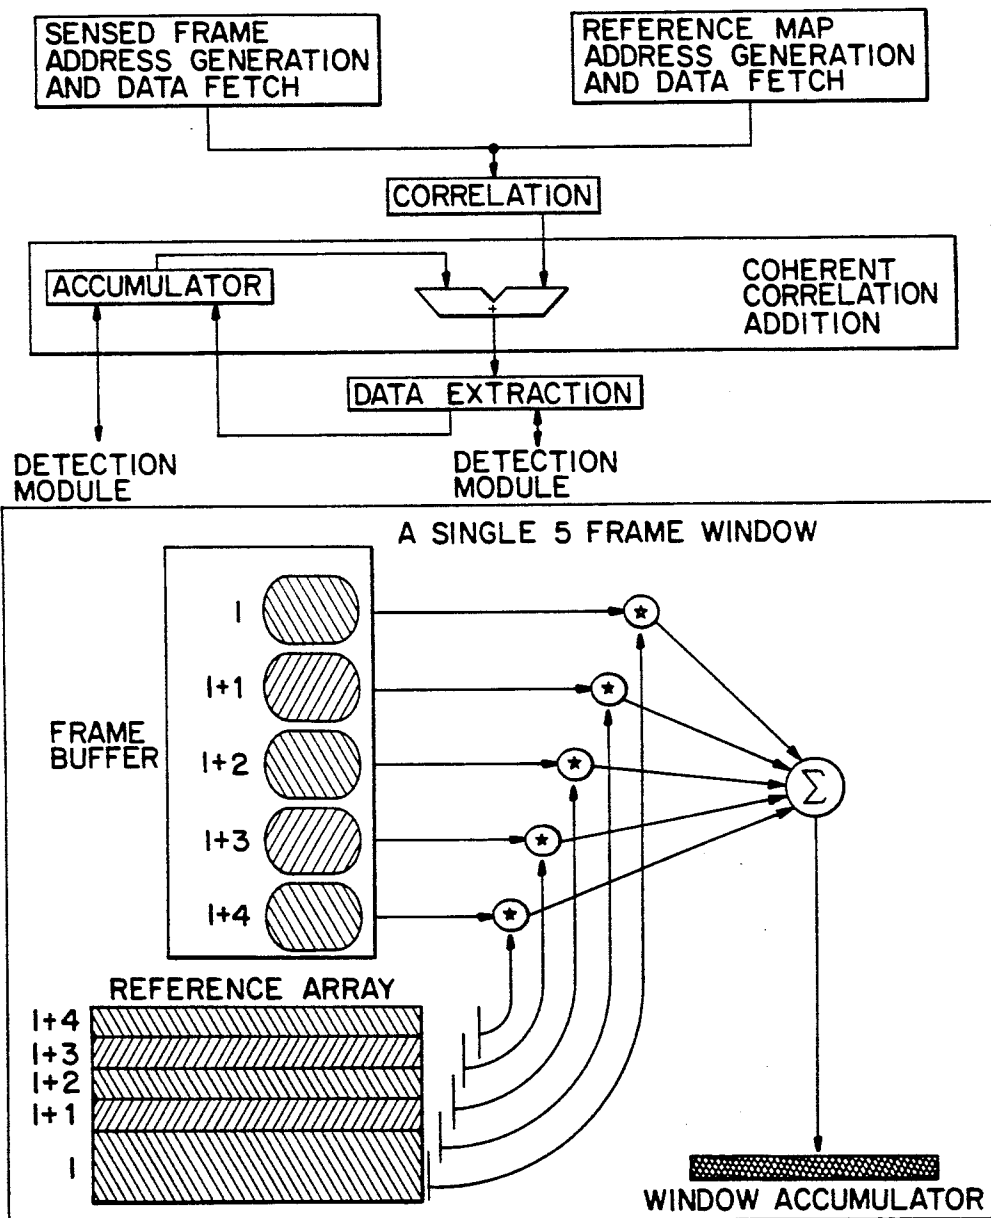 SENSED FRAME
ADDRESS GENERATION
AND DATA FETCH
REFERENCE MAP
ADDRESS GENERATION
AND DATA FETCH
CORRELATION
ACCUMULATOR
+
COHERENT
CORRELATION
ADDITION
DATA EXTRACTION
DETECTION
MODULE
DETECTION
MODULE
A SINGLE 5 FRAME WINDOW
FRAME
BUFFER
I
I+1
I+2
I+3
I+4
★
★
★
★
★
Σ
REFERENCE ARRAY
I+4
I+3
I+2
I+1
I
WINDOW ACCUMULATOR